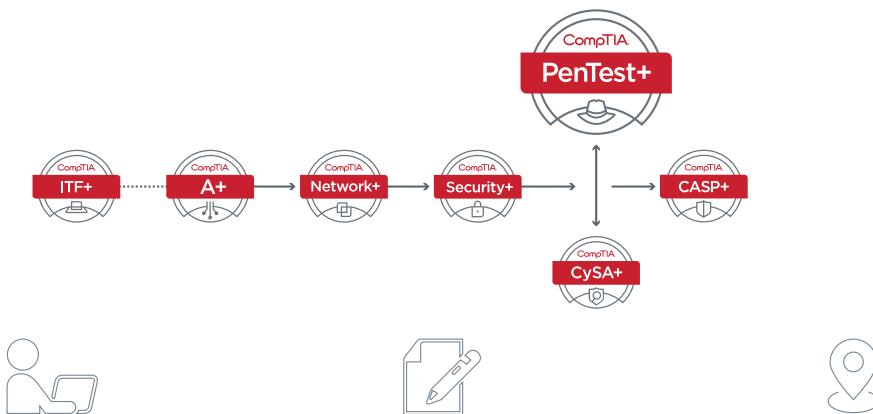 CompTIA.
PenTest+
CompTIA.
ITF+
CompTIA.
A+
CompTIA.
Network+
CompTIA.
Security+
CompTIA.
CASP+
CompTIA.
CySA+